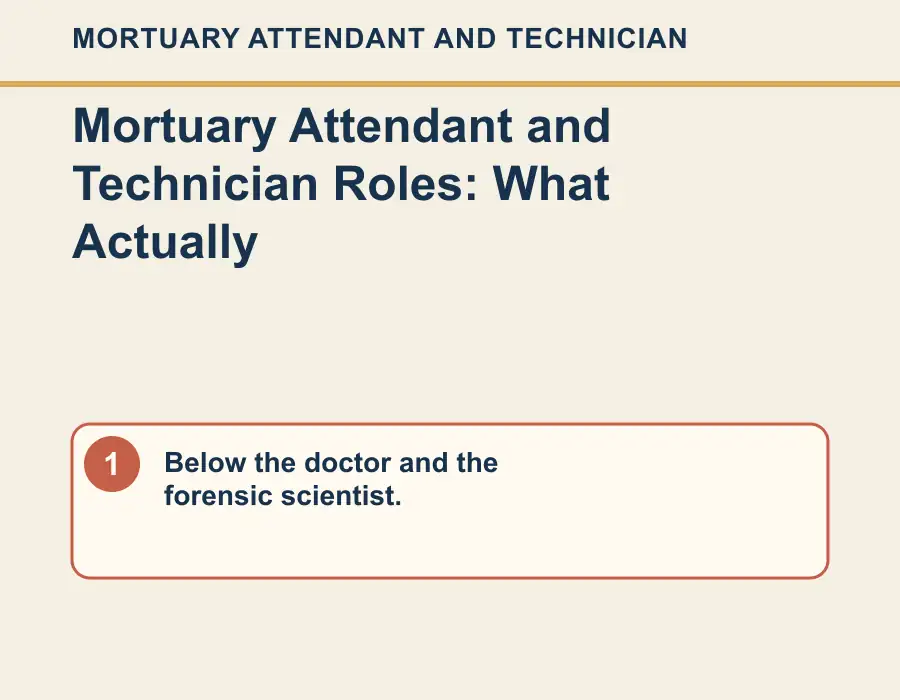 MORTUARY ATTENDANT AND TECHNICIAN
Mortuary Attendant and
Technician Roles: What
Actually
1
Below the doctor and the
forensic scientist.